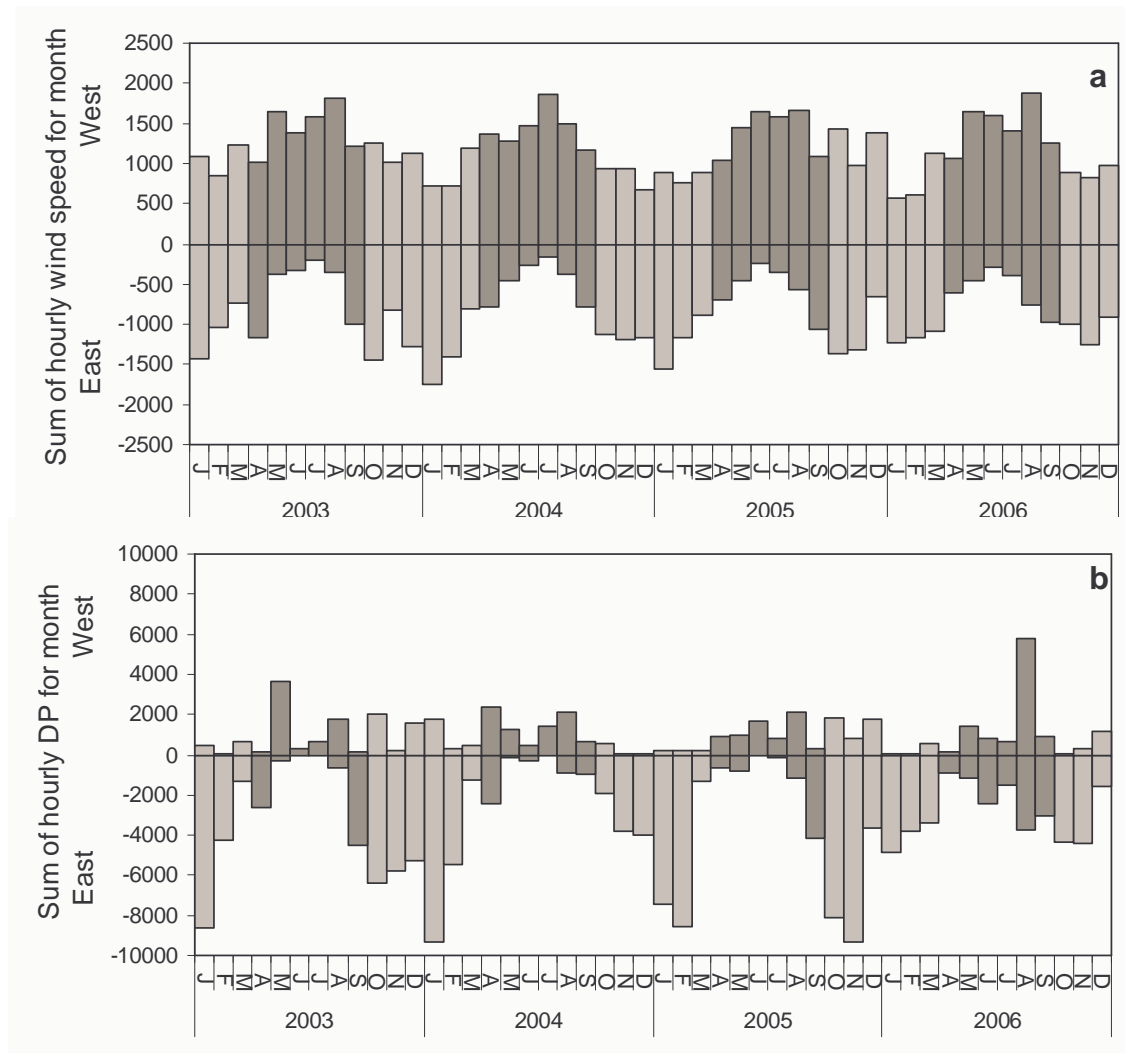 a
Sum of hourly wind speed for month
East West
2500
2000
1500
1000
500
0
-500
-1000
-1500
-2000
-2500
J F M A M J J A S O N D J F M A M J J A S O N D J F M A M J J A S O N D J F M A M J J A S O N D
2003 2004 2005 2006
b
Sum of hourly DP for month
East West
10000
8000
6000
4000
2000
0
-2000
-4000
-6000
-8000
-10000
J F M A M J J A S O N D J F M A M J J A S O N D J F M A M J J A S O N D J F M A M J J A S O N D
2003 2004 2005 2006